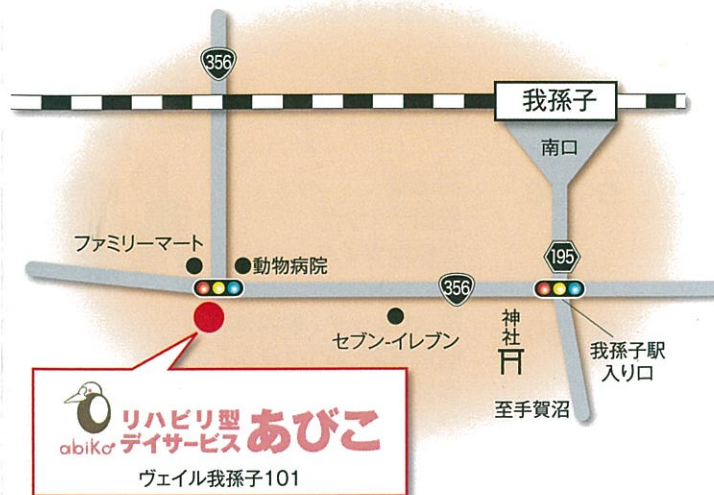 356
我孫子
南口
195
ファミリーマート
動物病院
356
セブン-イレブン
神社
我孫子駅
入り口
至手賀沼
abiko
リハビリ型
デイサービス あびこ
ヴェイル我孫子101